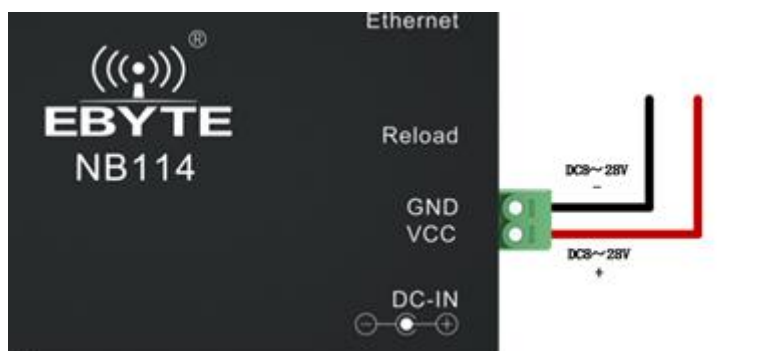 Ethernet
®
EBYTE
NB114
Reload
DC8～28V
-
GND
VCC
DC8～28V
+
DC-IN
- +